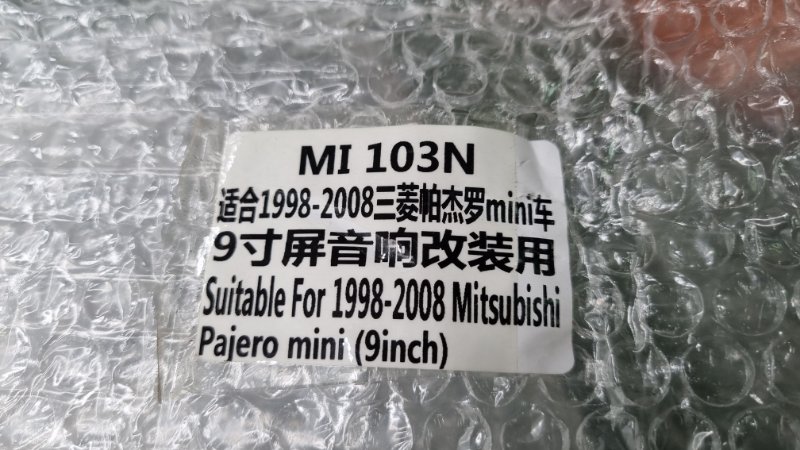 MI 103N
适合1998-2008三菱帕杰罗mini车
9寸屏音响改装用
Suitable For 1998-2008 Mitsubishi
Pajero mini (9inch)